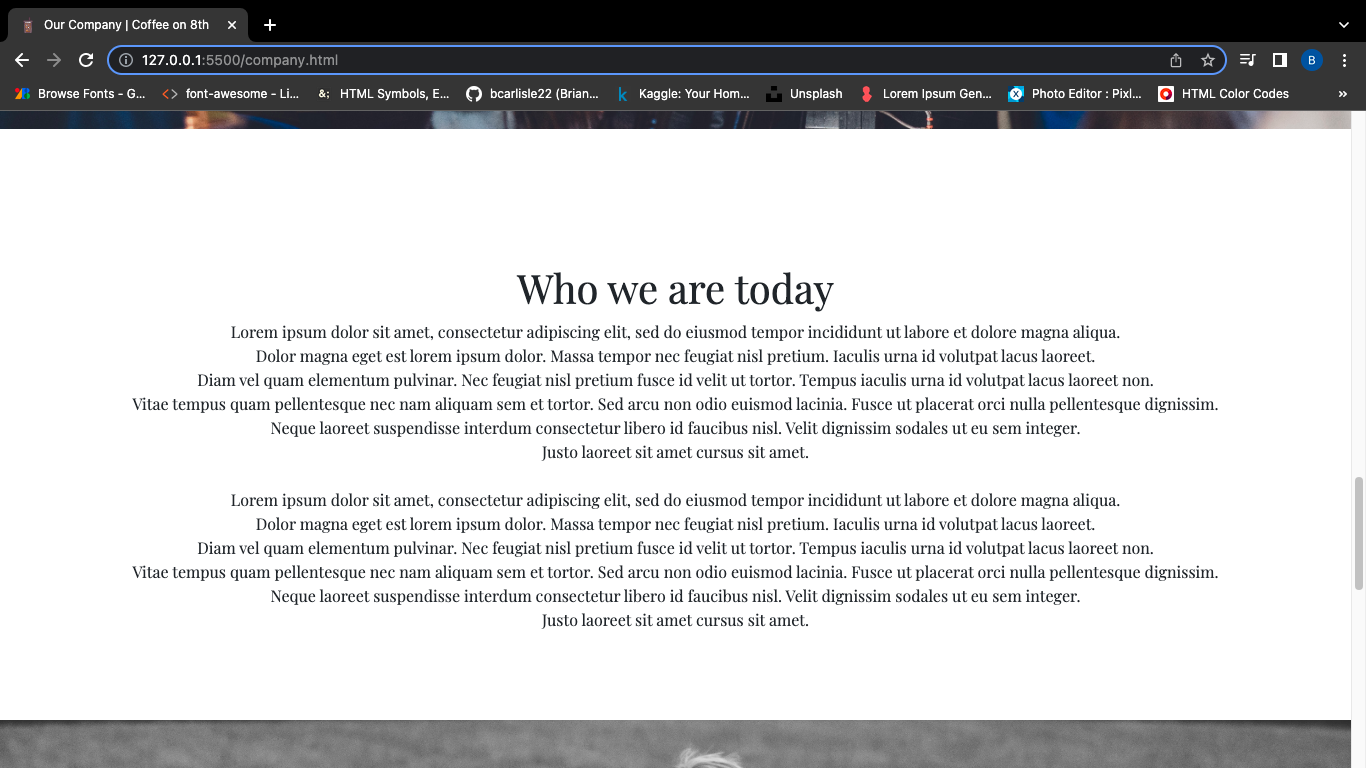 Our Company | Coffee on 8th
127.0.0.1:5500/company.html
B
Browse Fonts - G... font-awesome - Li... &; HTML Symbols, E... bcarlisle22 (Brian... k Kaggle: Your Hom... Unsplash Lorem Ipsum Gen... X Photo Editor : Pixl... HTML Color Codes »
Who we are today
Lorem ipsum dolor sit amet, consectetur adipiscing elit, sed do eiusmod tempor incididunt ut labore et dolore magna aliqua.
Dolor magna eget est lorem ipsum dolor. Massa tempor nec feugiat nisl pretium. Iaculis urna id volutpat lacus laoreet.
Diam vel quam elementum pulvinar. Nec feugiat nisl pretium fusce id velit ut tortor. Tempus iaculis urna id volutpat lacus laoreet non.
Vitae tempus quam pellentesque nec nam aliquam sem et tortor. Sed arcu non odio euismod lacinia. Fusce ut placerat orci nulla pellentesque dignissim.
Neque laoreet suspendisse interdum consectetur libero id faucibus nisl. Velit dignissim sodales ut eu sem integer.
Justo laoreet sit amet cursus sit amet.
Lorem ipsum dolor sit amet, consectetur adipiscing elit, sed do eiusmod tempor incididunt ut labore et dolore magna aliqua.
Dolor magna eget est lorem ipsum dolor. Massa tempor nec feugiat nisl pretium. Iaculis urna id volutpat lacus laoreet.
Diam vel quam elementum pulvinar. Nec feugiat nisl pretium fusce id velit ut tortor. Tempus iaculis urna id volutpat lacus laoreet non.
Vitae tempus quam pellentesque nec nam aliquam sem et tortor. Sed arcu non odio euismod lacinia. Fusce ut placerat orci nulla pellentesque dignissim.
Neque laoreet suspendisse interdum consectetur libero id faucibus nisl. Velit dignissim sodales ut eu sem integer.
Justo laoreet sit amet cursus sit amet.